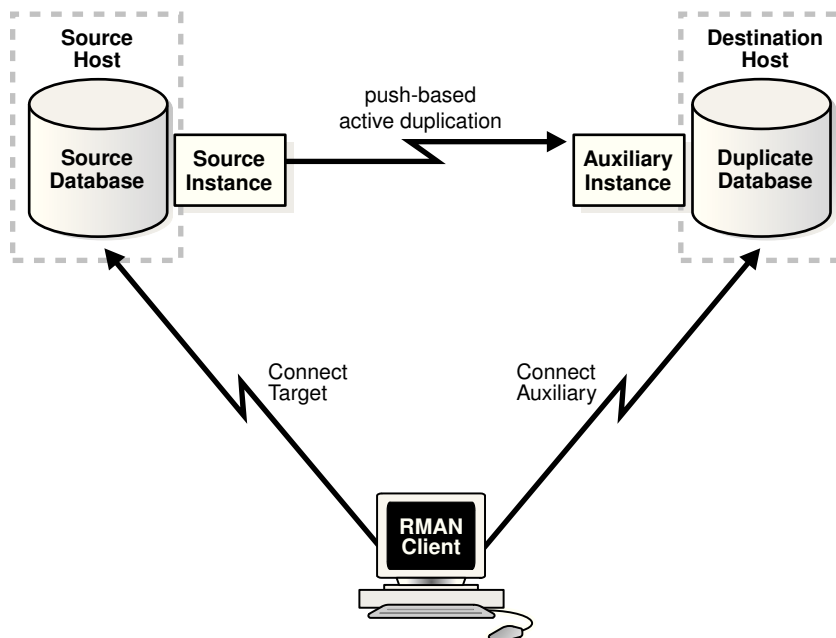 Source
Host
Destination
Host
push-based
active duplication
Source
Database
Source
Instance
Auxiliary
Instance
Duplicate
Database
Connect
Target
Connect
Auxiliary
RMAN
Client